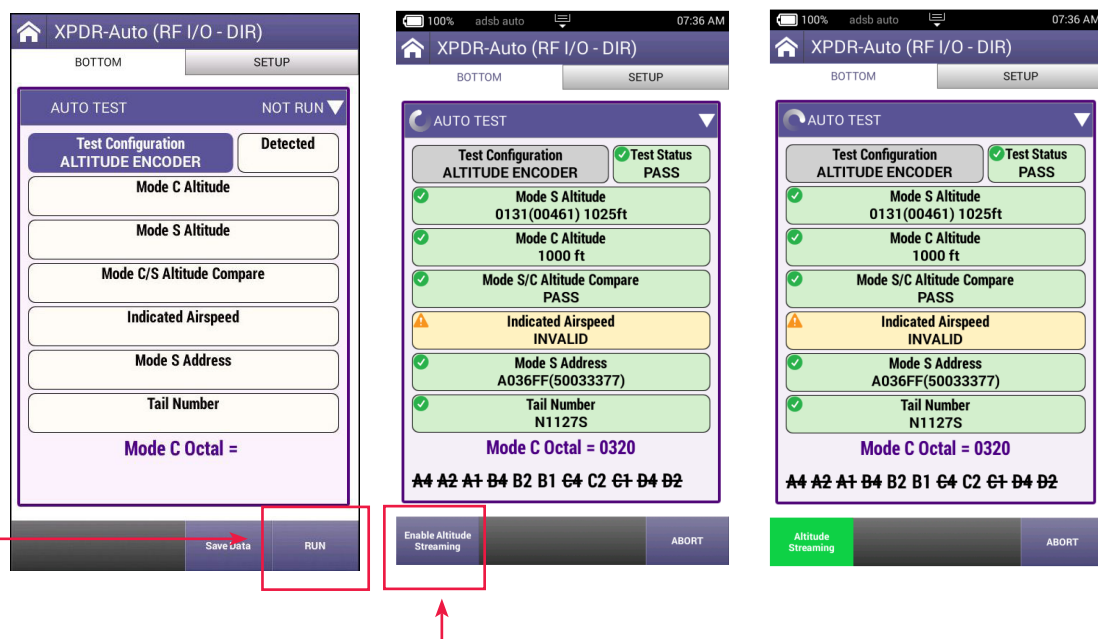 XPDR-Auto (RF I/O - DIR)
BOTTOM SETUP
AUTO TEST NOT RUN
Test Configuration
ALTITUDE ENCODER
Detected
Mode C Altitude
Mode S Altitude
Mode C/S Altitude Compare
Indicated Airspeed
Mode S Address
Tail Number
Mode C Octal =
Save Data RUN
100% adsb auto 07:36 AM
XPDR-Auto (RF I/O - DIR)
BOTTOM SETUP
AUTO TEST
Test Configuration
ALTITUDE ENCODER
Test Status
PASS
Mode S Altitude
0131(00461) 1025ft
Mode C Altitude
1000 ft
Mode S/C Altitude Compare
PASS
Indicated Airspeed
INVALID
Mode S Address
A036FF(50033377)
Tail Number
N1127S
Mode C Octal = 0320
A4 A2 A1 B4 B2 B1 C4 C2 C1 D4 D2
Enable Altitude
Streaming
ABORT
100% adsb auto 07:36 AM
XPDR-Auto (RF I/O - DIR)
BOTTOM SETUP
AUTO TEST
Test Configuration
ALTITUDE ENCODER
Test Status
PASS
Mode S Altitude
0131(00461) 1025ft
Mode C Altitude
1000 ft
Mode S/C Altitude Compare
PASS
Indicated Airspeed
INVALID
Mode S Address
A036FF(50033377)
Tail Number
N1127S
Mode C Octal = 0320
A4 A2 A1 B4 B2 B1 C4 C2 C1 D4 D2
Altitude
Streaming
ABORT